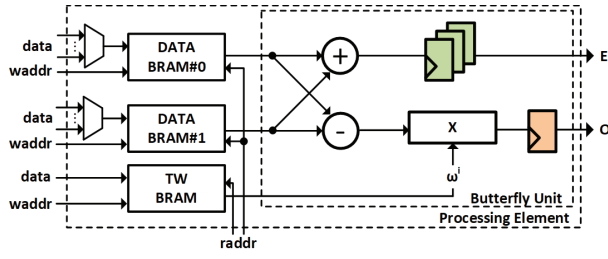 data
waddr
DATA
BRAM#0
+
E
data
waddr
DATA
BRAM#1
-
X
O
data
waddr
TW
BRAM
ωⁱ
Butterfly Unit
Processing Element
raddr